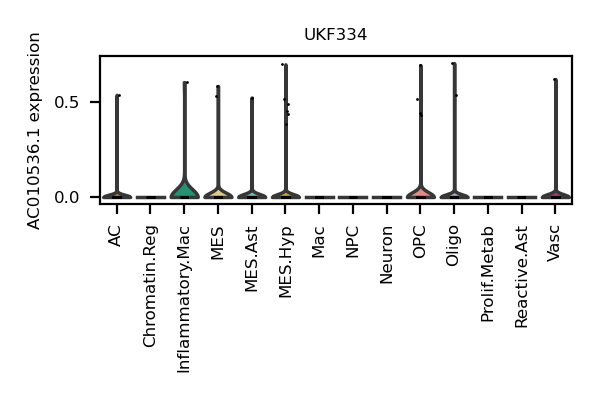 UKF334
AC010536.1 expression
0.5
0.0
AC
Chromatin.Reg
Inflammatory.Mac
MES
MES.Ast
MES.Hyp
Mac
NPC
Neuron
OPC
Oligo
Prolif.Metab
Reactive.Ast
Vasc